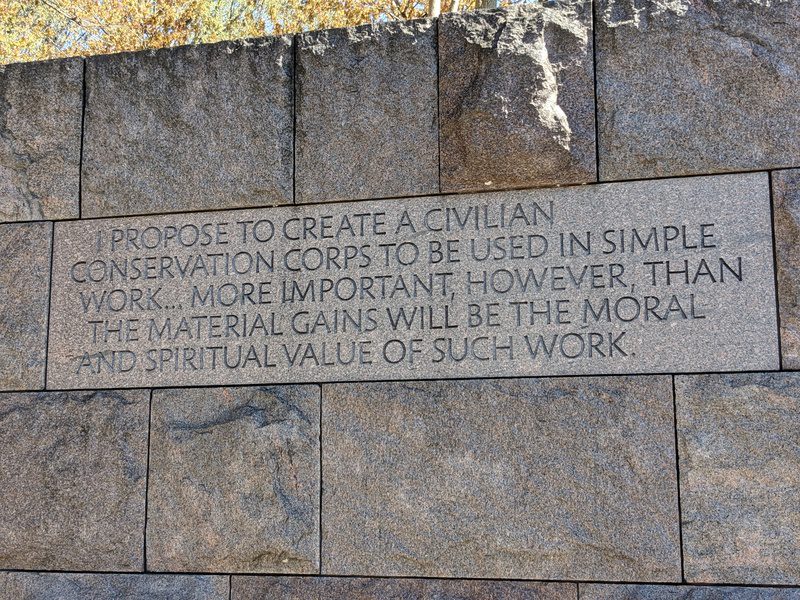 I PROPOSE TO CREATE A CIVILIAN
CONSERVATION CORPS TO BE USED IN SIMPLE
WORK... MORE IMPORTANT, HOWEVER, THAN
THE MATERIAL GAINS WILL BE THE MORAL
AND SPIRITUAL VALUE OF SUCH WORK.